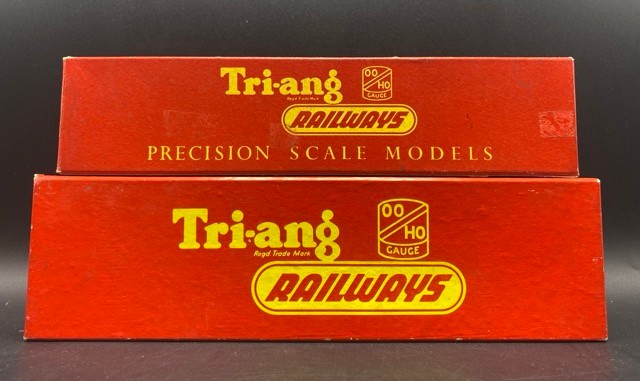 Tri-ang
Regd Trade Mark
OO
HO
GAUGE
RAILWAYS
PRECISION SCALE MODELS
Tri-ang
Regd Trade Mark
OO
HO
GAUGE
RAILWAYS